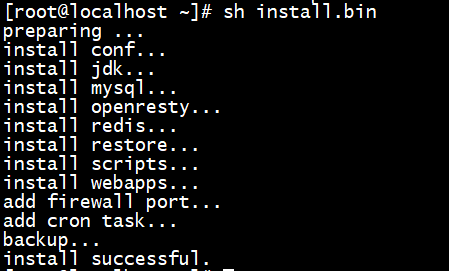 [root@localhost ~]# sh install.bin
preparing ...
install conf...
install jdk...
install mysql...
install openresty...
install redis...
install restore...
install scripts...
install webapps...
add firewall port...
add cron task...
backup...
install successful.